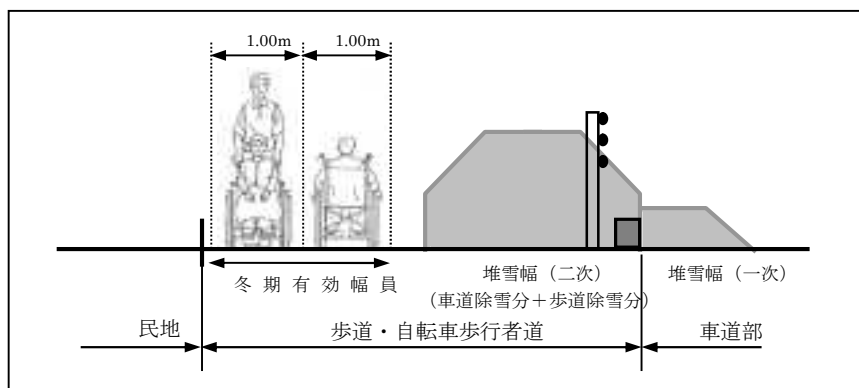 1.00m 1.00m
冬 期 有 効 幅 員
堆雪幅（二次）
（車道除雪分＋歩道除雪分）
堆雪幅（一次）
民地
歩道・自転車歩行者道
車道部